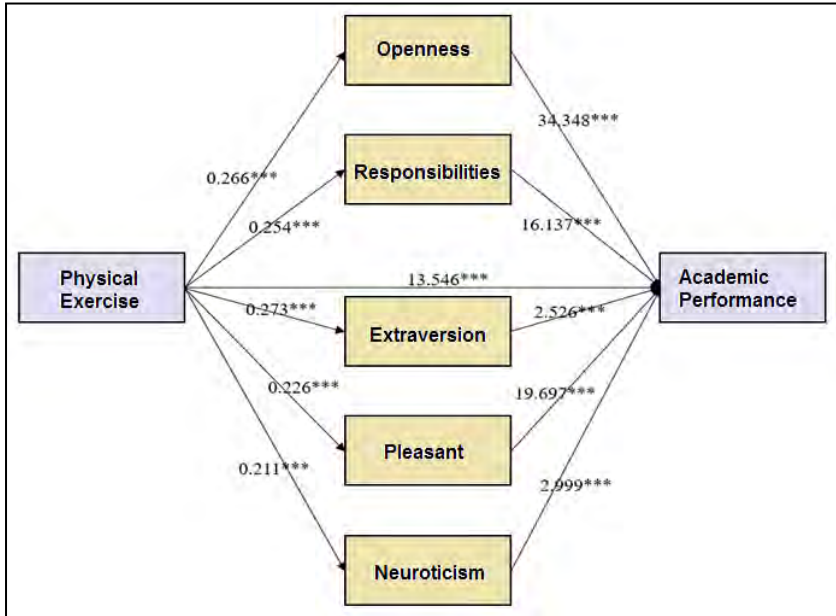 Openness
34.348***
Responsibilities
0.266***
0.254***
16.137***
Physical
Exercise
13.546***
Academic
Performance
0.273***
Extraversion
2.526***
0.226***
19.697***
Pleasant
0.211***
2.999***
Neuroticism